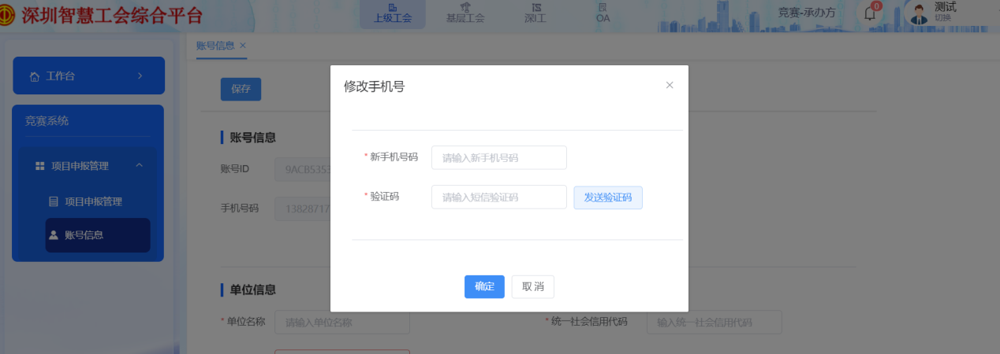 深圳智慧工会综合平台
上级工会
基层工会
深i工
OA
竞赛-承办方
0
测试
切换
账号信息 ×
工作台
保存
修改手机号
竞赛系统
账号信息
项目申报管理
* 新手机号码 请输入新手机号码
账号ID 9ACB5353
项目申报管理
* 验证码 请输入短信验证码 发送验证码
手机号码 13828717
账号信息
确定 取消
单位信息
* 单位名称 请输入单位名称
* 统一社会信用代码 输入统一社会信用代码